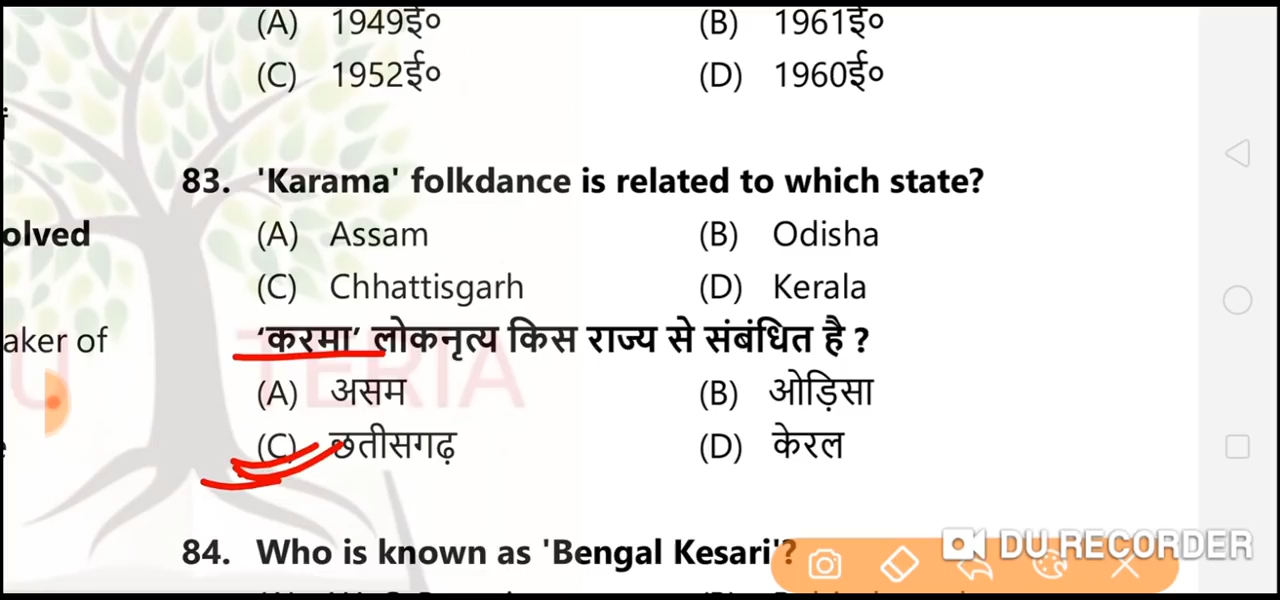 (A) 1949ई० (B) 1961ई०
(C) 1952ई० (D) 1960ई०
83. 'Karama' folkdance is related to which state?
olved (A) Assam (B) Odisha
(C) Chhattisgarh (D) Kerala
aker of ‘करमा’ लोकनृत्य किस राज्य से संबंधित है ?
TERIA
(A) असम (B) ओड़िसा
(C) छतीसगढ़ (D) केरल
84. Who is known as 'Bengal Kesari'?
DU RECORDER